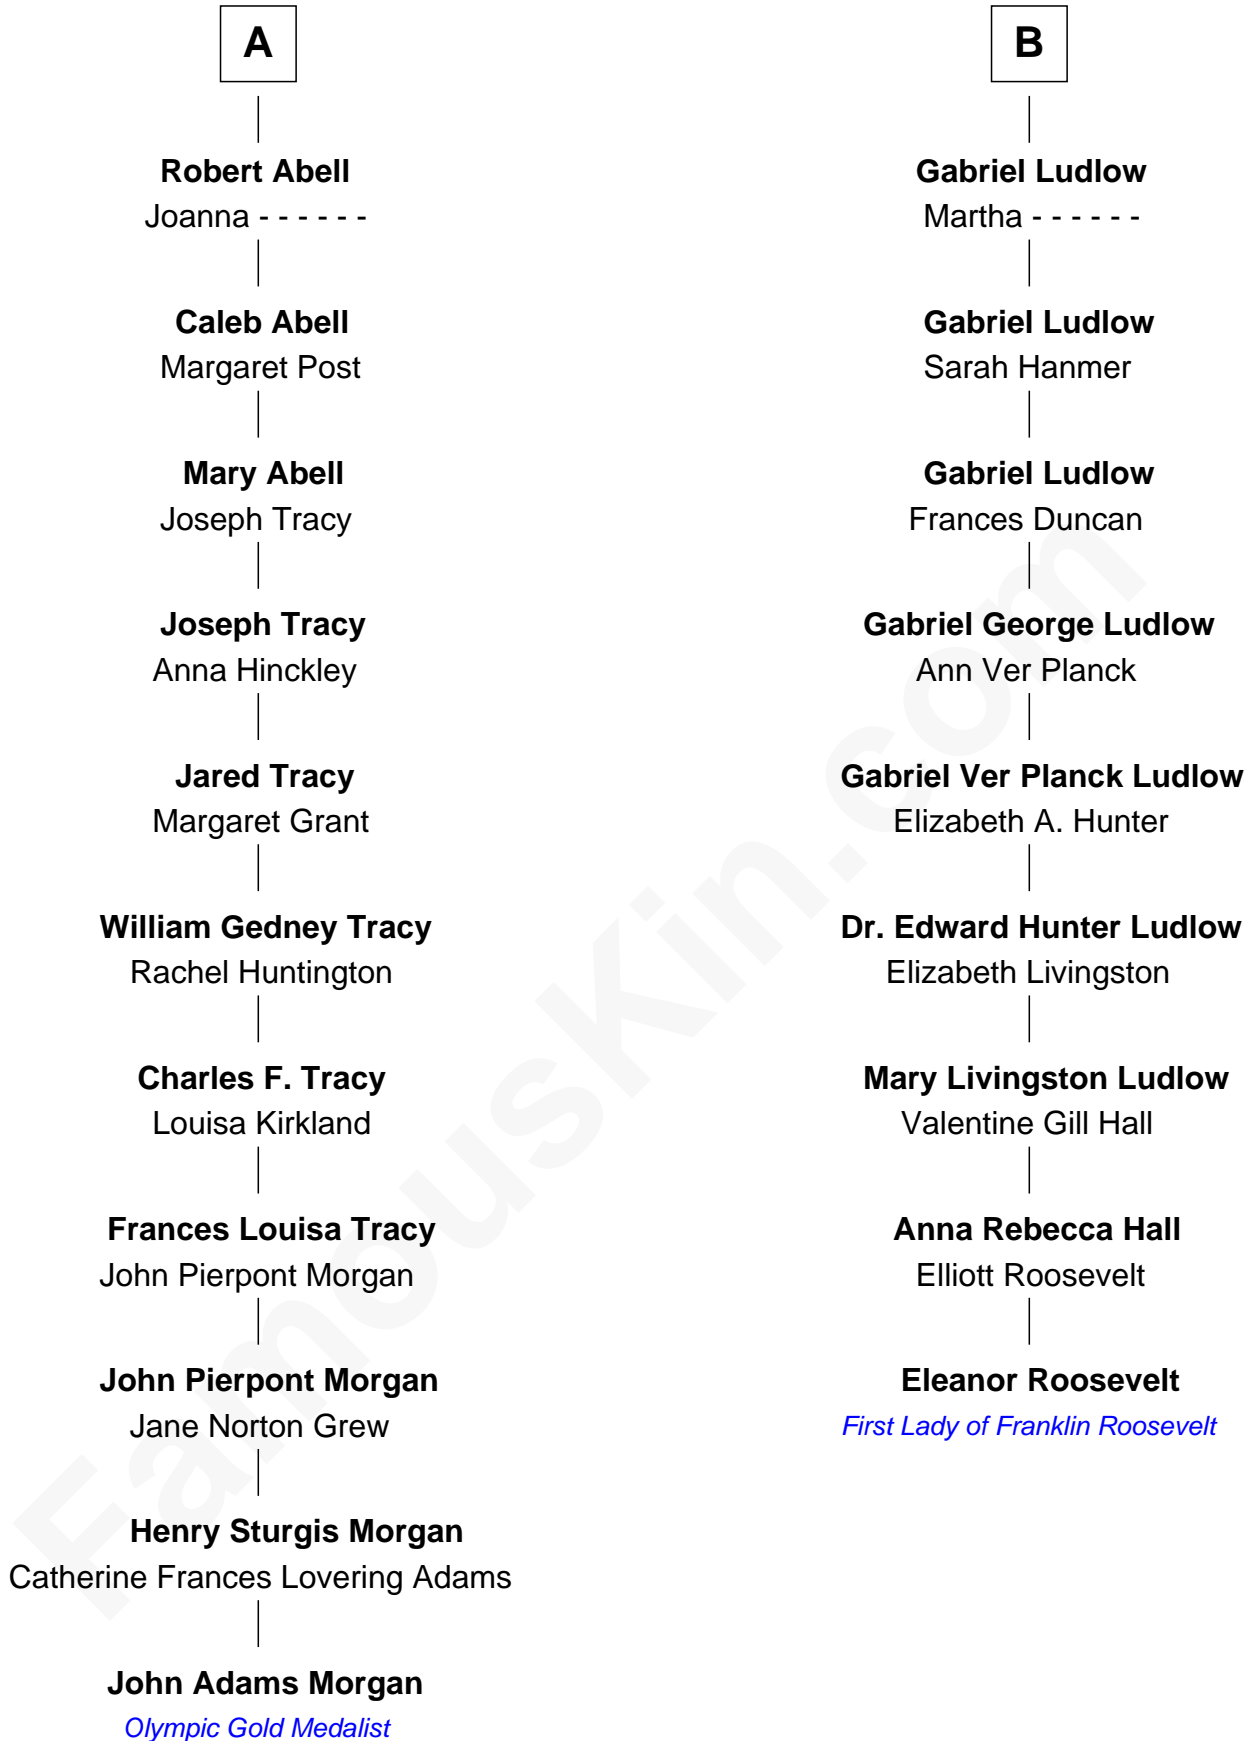 A
Robert Abell
Joanna - - - - - -
Caleb Abell
Margaret Post
Mary Abell
Joseph Tracy
Joseph Tracy
Anna Hinckley
Jared Tracy
Margaret Grant
William Gedney Tracy
Rachel Huntington
Charles F. Tracy
Louisa Kirkland
Frances Louisa Tracy
John Pierpont Morgan
John Pierpont Morgan
Jane Norton Grew
Henry Sturgis Morgan
Catherine Frances Lovering Adams
John Adams Morgan
Olympic Gold Medalist
B
Gabriel Ludlow
Martha - - - - - -
Gabriel Ludlow
Sarah Hanmer
Gabriel Ludlow
Frances Duncan
Gabriel George Ludlow
Ann Ver Planck
Gabriel Ver Planck Ludlow
Elizabeth A. Hunter
Dr. Edward Hunter Ludlow
Elizabeth Livingston
Mary Livingston Ludlow
Valentine Gill Hall
Anna Rebecca Hall
Elliott Roosevelt
Eleanor Roosevelt
First Lady of Franklin Roosevelt
FamousKin.com